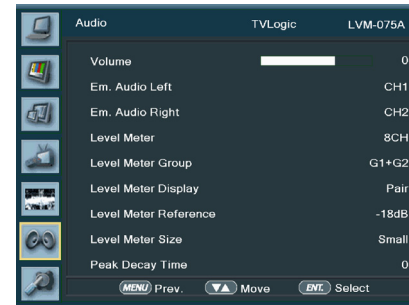 Audio TVLogic LVM-075A
Volume 0
Em. Audio Left CH1
Em. Audio Right CH2
Level Meter 8CH
Level Meter Group G1+G2
Level Meter Display Pair
Level Meter Reference -18dB
Level Meter Size Small
Peak Decay Time 0
MENU Prev. ▼▲ Move ENT. Select